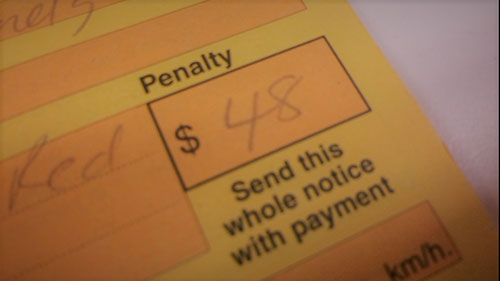 Penalty
$ 48
Red
Send this
whole notice
with payment
km/h.